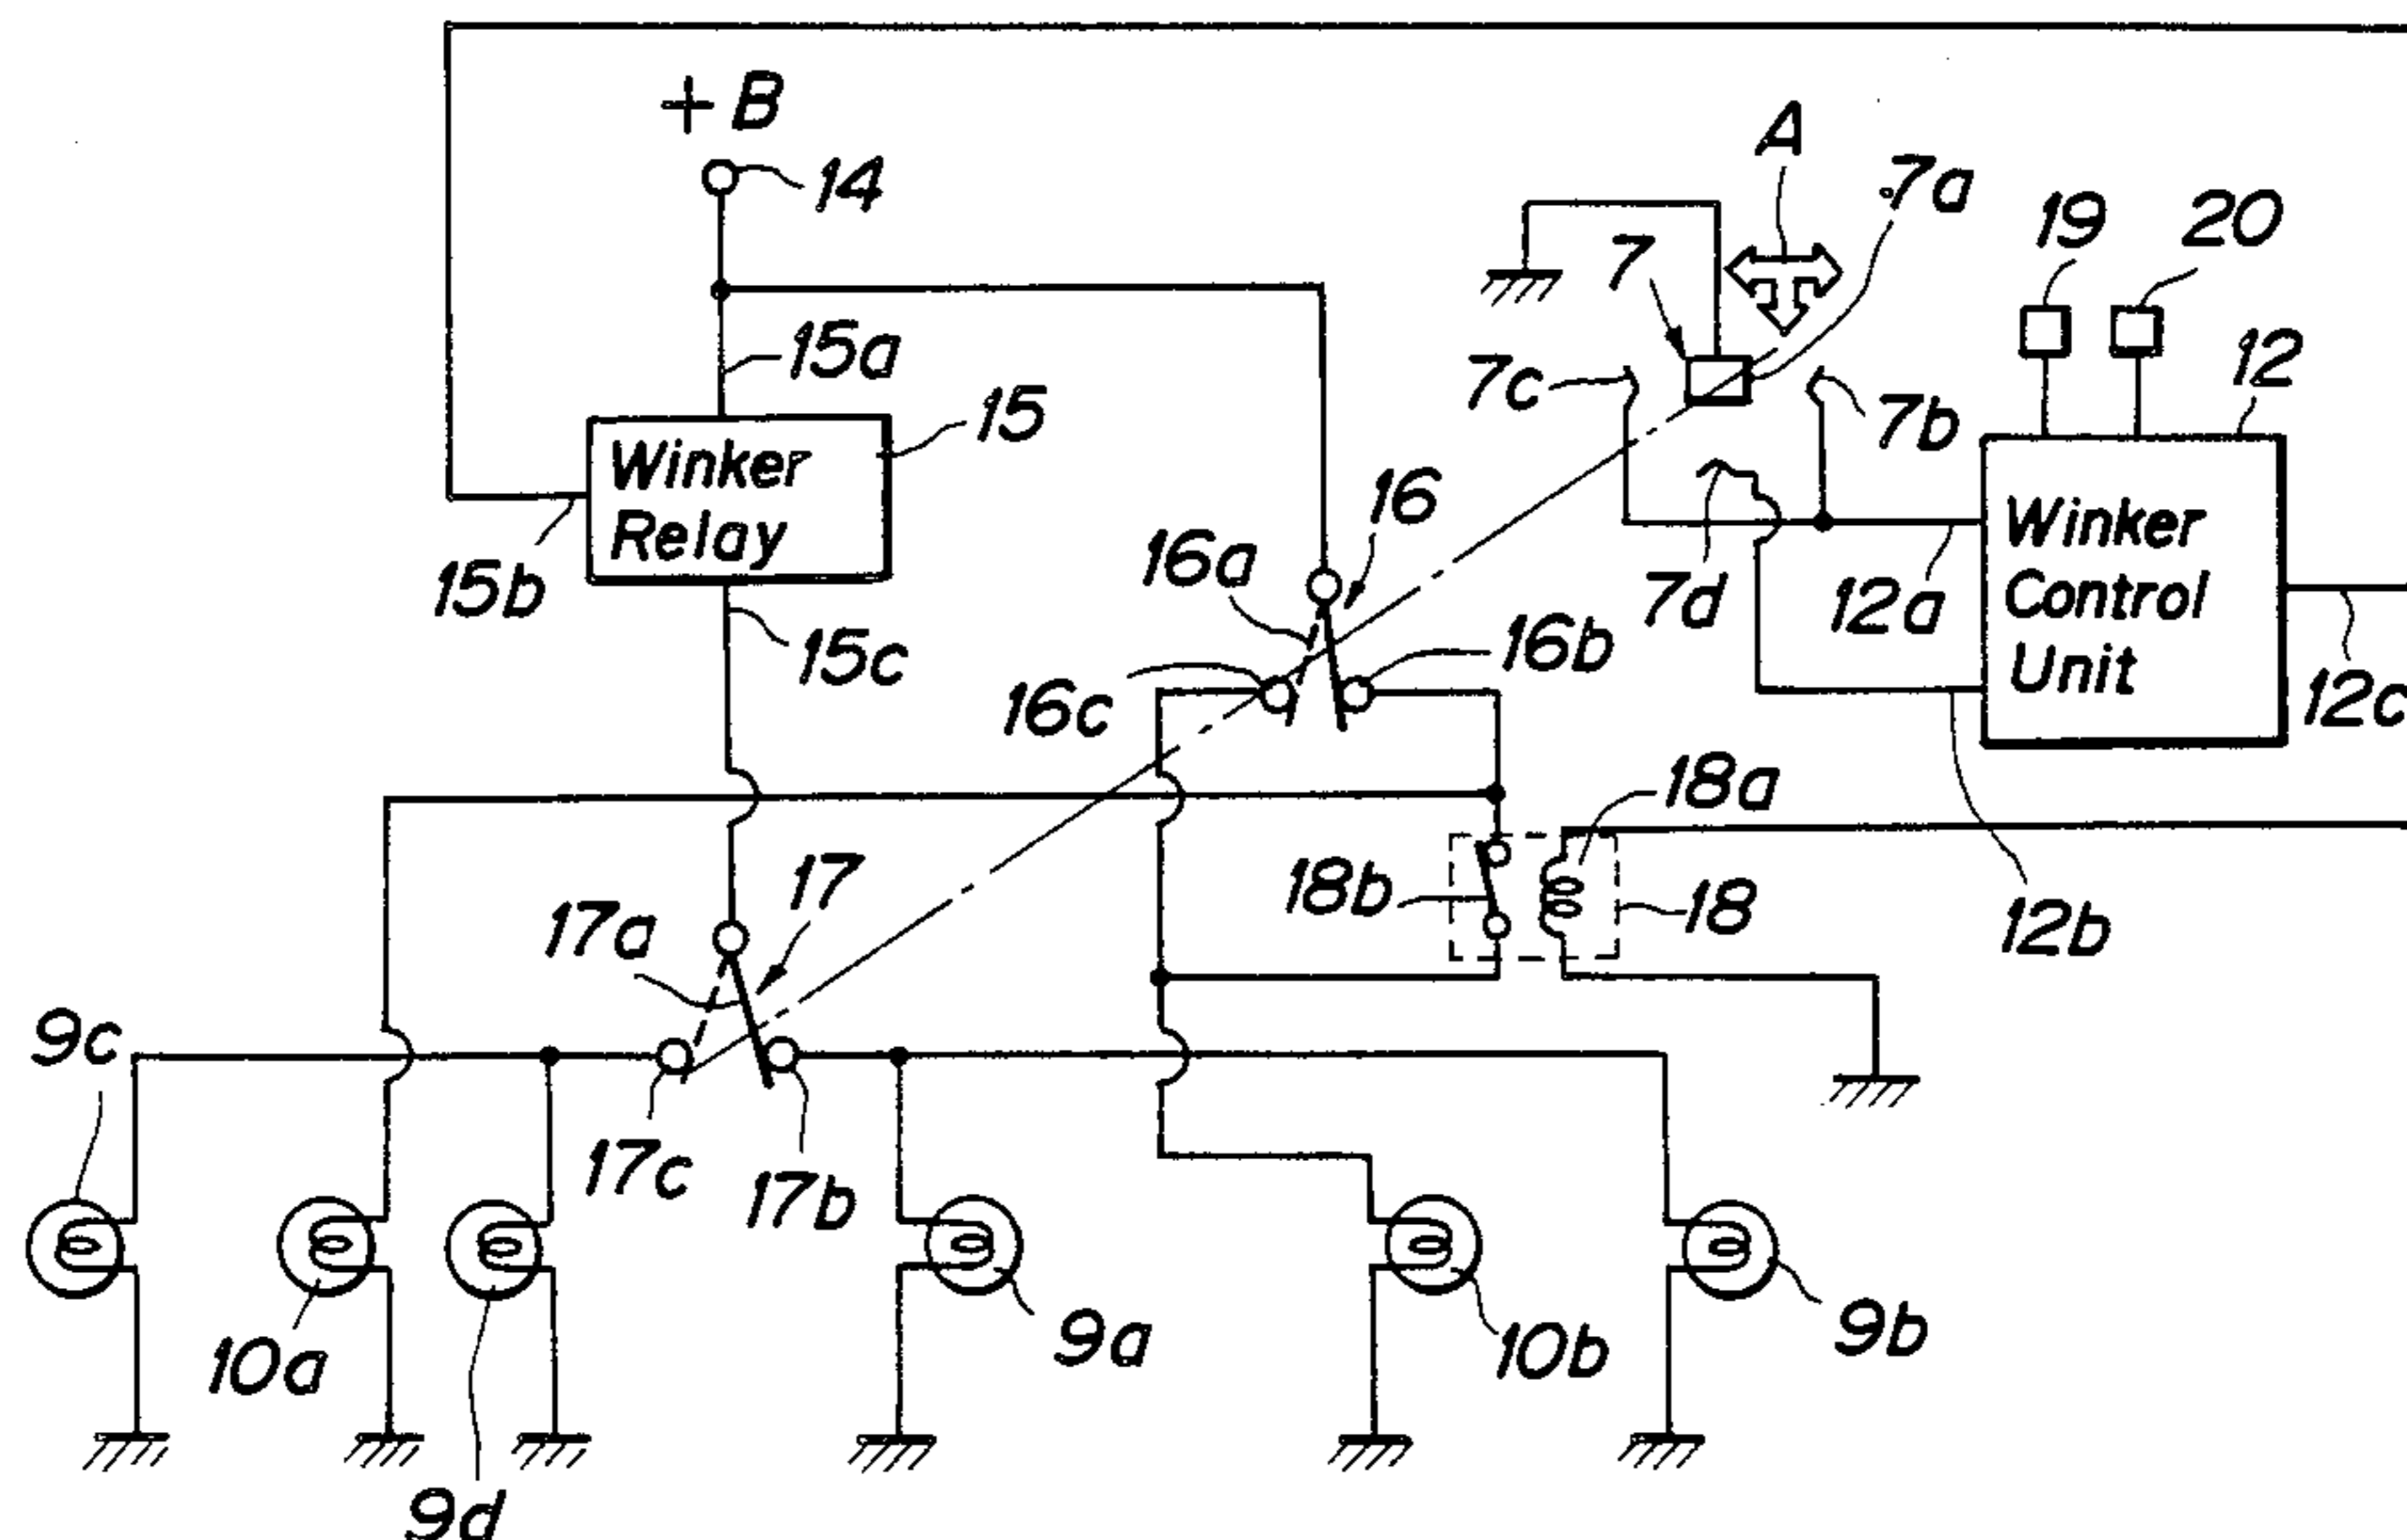 +B
14
A
7a
7
19
20
15a
7c
12
15
7b
Winker
Relay
16
Winker
Control
Unit
15b
16a
7d
12a
15c
16b
16c
12c
18a
17
18b
17a
18
12b
9c
17c
17b
9a
10b
9b
10a
9d